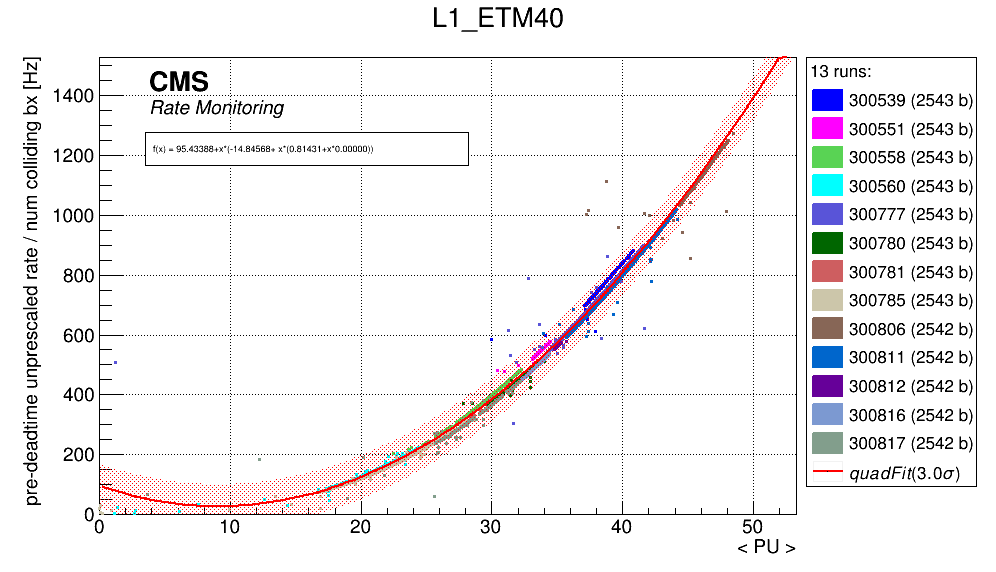 L1_ETM40
pre-deadtime unprescaled rate / num colliding bx [Hz]
CMS
Rate Monitoring
f(x) = 95.43388+x*(-14.84568+ x*(0.81431+x*0.00000))
1400
1200
1000
800
600
400
200
0
0 10 20 30 40 50
< PU >
13 runs:
300539 (2543 b)
300551 (2543 b)
300558 (2543 b)
300560 (2543 b)
300777 (2543 b)
300780 (2543 b)
300781 (2543 b)
300785 (2543 b)
300806 (2542 b)
300811 (2542 b)
300812 (2542 b)
300816 (2542 b)
300817 (2542 b)
quadFit(3.0σ)